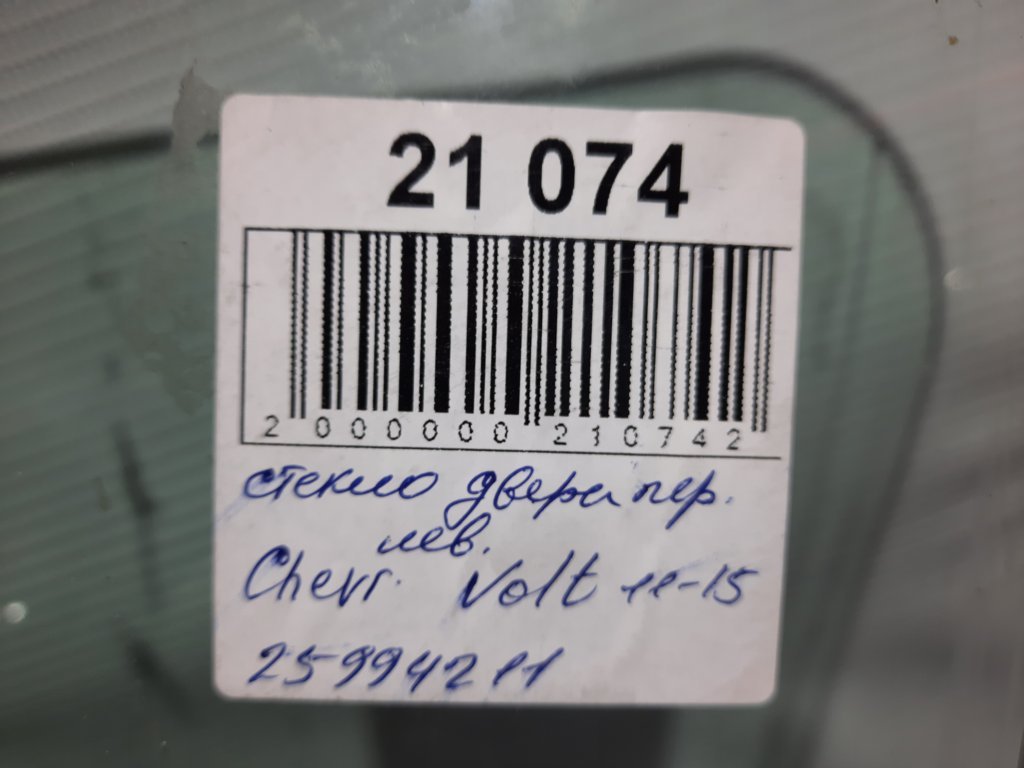 21 074
2 000000 210742
стекло двери пер.
лев.
Chevr. Volt 11-15
25994211